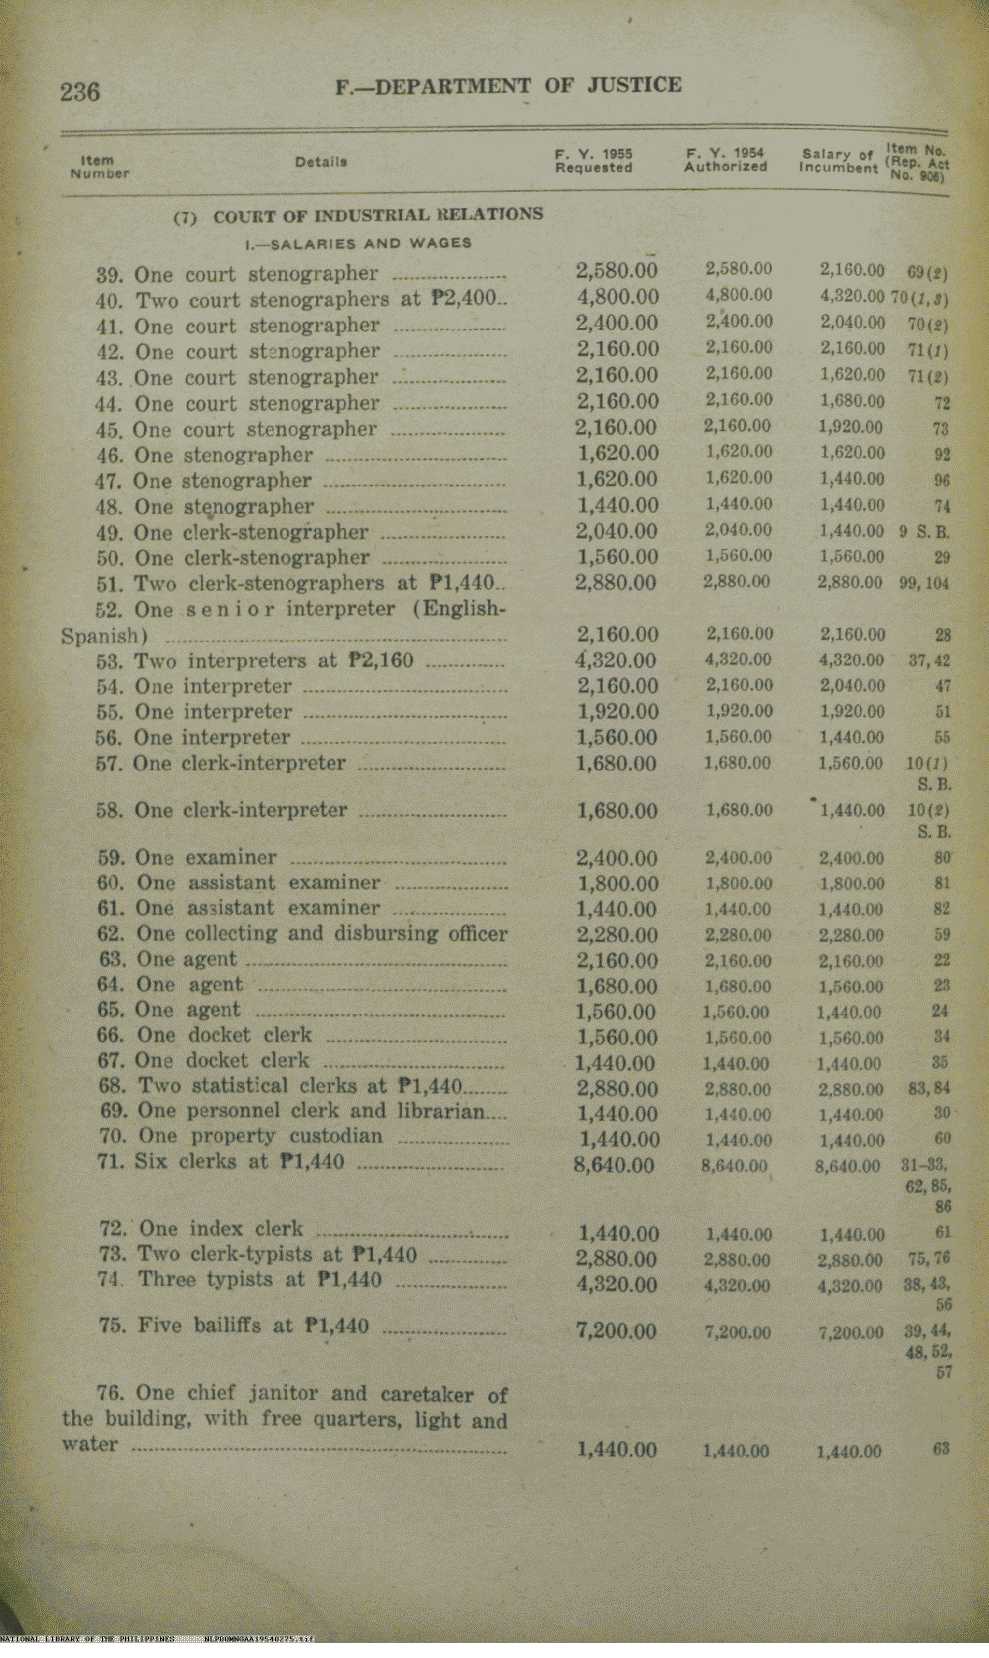 236 F.—DEPARTMENT OF JUSTICE
Item Number Details F. Y. 1955 Requested F. Y. 1954 Authorized Salary of Incumbent Item No. (Rep. Act No. 906)
(7) COURT OF INDUSTRIAL RELATIONS
I.—SALARIES AND WAGES
39. One court stenographer .................... 2,580.00 2,580.00 2,160.00 69(2)
40. Two court stenographers at ₱2,400.. 4,800.00 4,800.00 4,320.00 70(1,3)
41. One court stenographer .................... 2,400.00 2,400.00 2,040.00 70(2)
42. One court stenographer .................... 2,160.00 2,160.00 2,160.00 71(1)
43. One court stenographer .................... 2,160.00 2,160.00 1,620.00 71(2)
44. One court stenographer .................... 2,160.00 2,160.00 1,680.00 72
45. One court stenographer .................... 2,160.00 2,160.00 1,920.00 73
46. One stenographer ................................ 1,620.00 1,620.00 1,620.00 92
47. One stenographer ................................ 1,620.00 1,620.00 1,440.00 96
48. One stenographer ................................ 1,440.00 1,440.00 1,440.00 74
49. One clerk-stenographer ...................... 2,040.00 2,040.00 1,440.00 9 S.B.
50. One clerk-stenographer ...................... 1,560.00 1,560.00 1,560.00 29
51. Two clerk-stenographers at ₱1,440.. 2,880.00 2,880.00 2,880.00 99, 104
52. One senior interpreter (English-
Spanish) ............................................................ 2,160.00 2,160.00 2,160.00 28
53. Two interpreters at ₱2,160 .............. 4,320.00 4,320.00 4,320.00 37, 42
54. One interpreter .................................... 2,160.00 2,160.00 2,040.00 47
55. One interpreter .................................... 1,920.00 1,920.00 1,920.00 51
56. One interpreter .................................... 1,560.00 1,560.00 1,440.00 55
57. One clerk-interpreter .......................... 1,680.00 1,680.00 1,560.00 10(1)
S. B.
58. One clerk-interpreter .......................... 1,680.00 1,680.00 1,440.00 10(2)
S. B.
59. One examiner ...................................... 2,400.00 2,400.00 2,400.00 80
60. One assistant examiner .................... 1,800.00 1,800.00 1,800.00 81
61. One assistant examiner .................... 1,440.00 1,440.00 1,440.00 82
62. One collecting and disbursing officer 2,280.00 2,280.00 2,280.00 59
63. One agent .............................................. 2,160.00 2,160.00 2,160.00 22
64. One agent ............................................ 1,680.00 1,680.00 1,560.00 23
65. One agent ............................................ 1,560.00 1,560.00 1,440.00 24
66. One docket clerk ................................ 1,560.00 1,560.00 1,560.00 34
67. One docket clerk ................................ 1,440.00 1,440.00 1,440.00 35
68. Two statistical clerks at ₱1,440........ 2,880.00 2,880.00 2,880.00 83, 84
69. One personnel clerk and librarian.... 1,440.00 1,440.00 1,440.00 30
70. One property custodian .................... 1,440.00 1,440.00 1,440.00 60
71. Six clerks at ₱1,440 .......................... 8,640.00 8,640.00 8,640.00 31–33,
62, 85,
86
72. One index clerk .................................. 1,440.00 1,440.00 1,440.00 61
73. Two clerk-typists at ₱1,440 .............. 2,880.00 2,880.00 2,880.00 75, 76
74. Three typists at ₱1,440 .................... 4,320.00 4,320.00 4,320.00 38, 43,
56
75. Five bailiffs at ₱1,440 ...................... 7,200.00 7,200.00 7,200.00 39, 44,
48, 52,
57
76. One chief janitor and caretaker of
the building, with free quarters, light and
water .................................................................. 1,440.00 1,440.00 1,440.00 63
NATIONAL LIBRARY OF THE PHILIPPINES NLPDOMNGAA19540275.tif